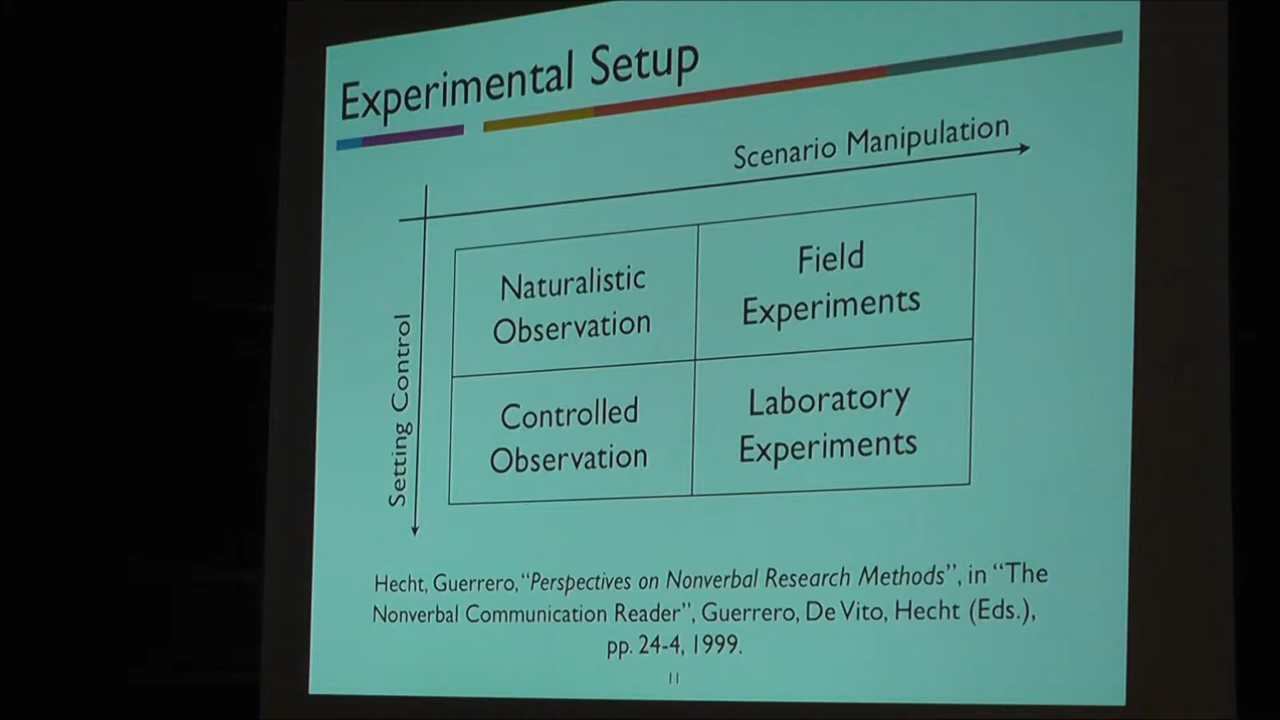 Experimental Setup
Scenario Manipulation
Setting Control
Naturalistic
Observation
Field
Experiments
Controlled
Observation
Laboratory
Experiments
Hecht, Guerrero, “Perspectives on Nonverbal Research Methods”, in “The
Nonverbal Communication Reader”, Guerrero, De Vito, Hecht (Eds.),
pp. 24-4, 1999.
11